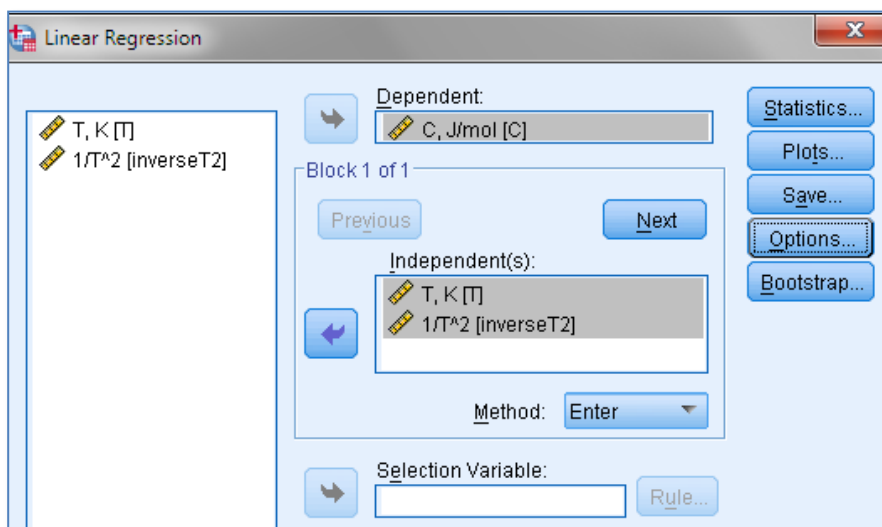 Linear Regression
T, K [T]
1/T^2 [inverseT2]
Dependent:
C, J/mol [C]
Block 1 of 1
Previous
Next
Independent(s):
T, K [T]
1/T^2 [inverseT2]
Method: Enter
Selection Variable:
Rule...
Statistics...
Plots...
Save...
Options...
Bootstrap...